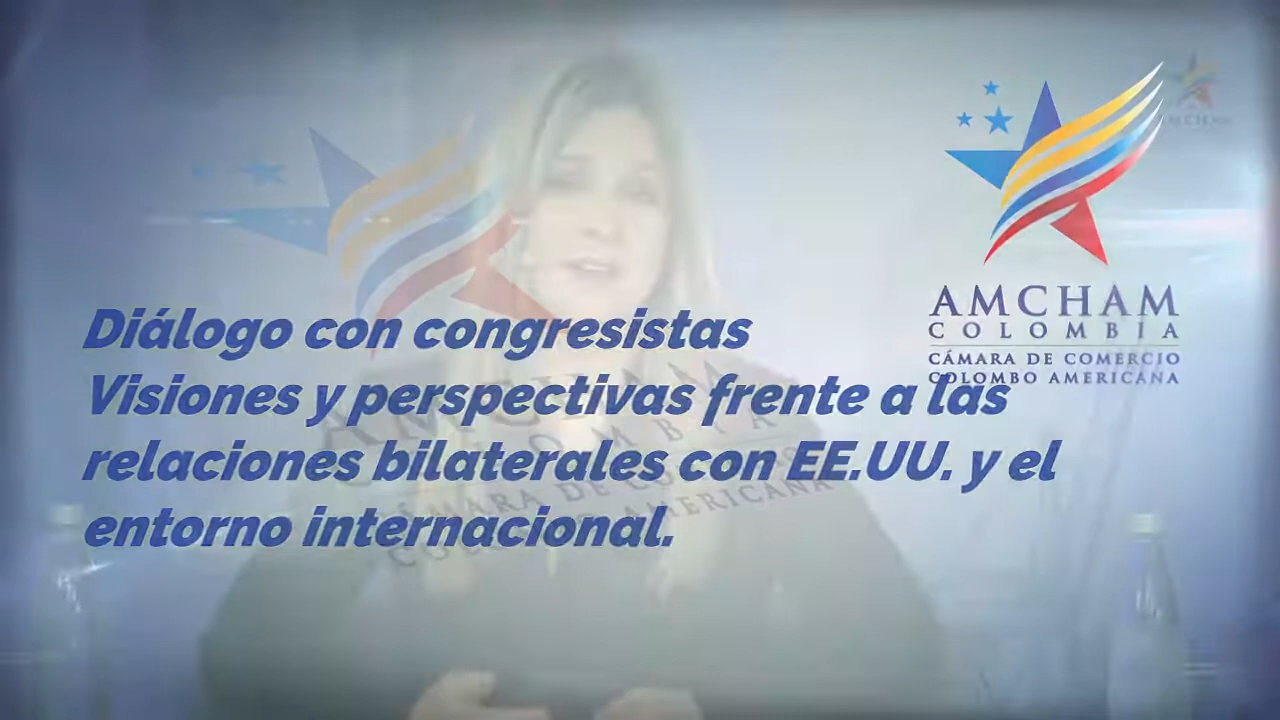 Diálogo con congresistas
Visiones y perspectivas frente a las
relaciones bilaterales con EE.UU. y el
entorno internacional.
AMCHAM
COLOMBIA
CÁMARA DE COMERCIO
COLOMBO AMERICANA